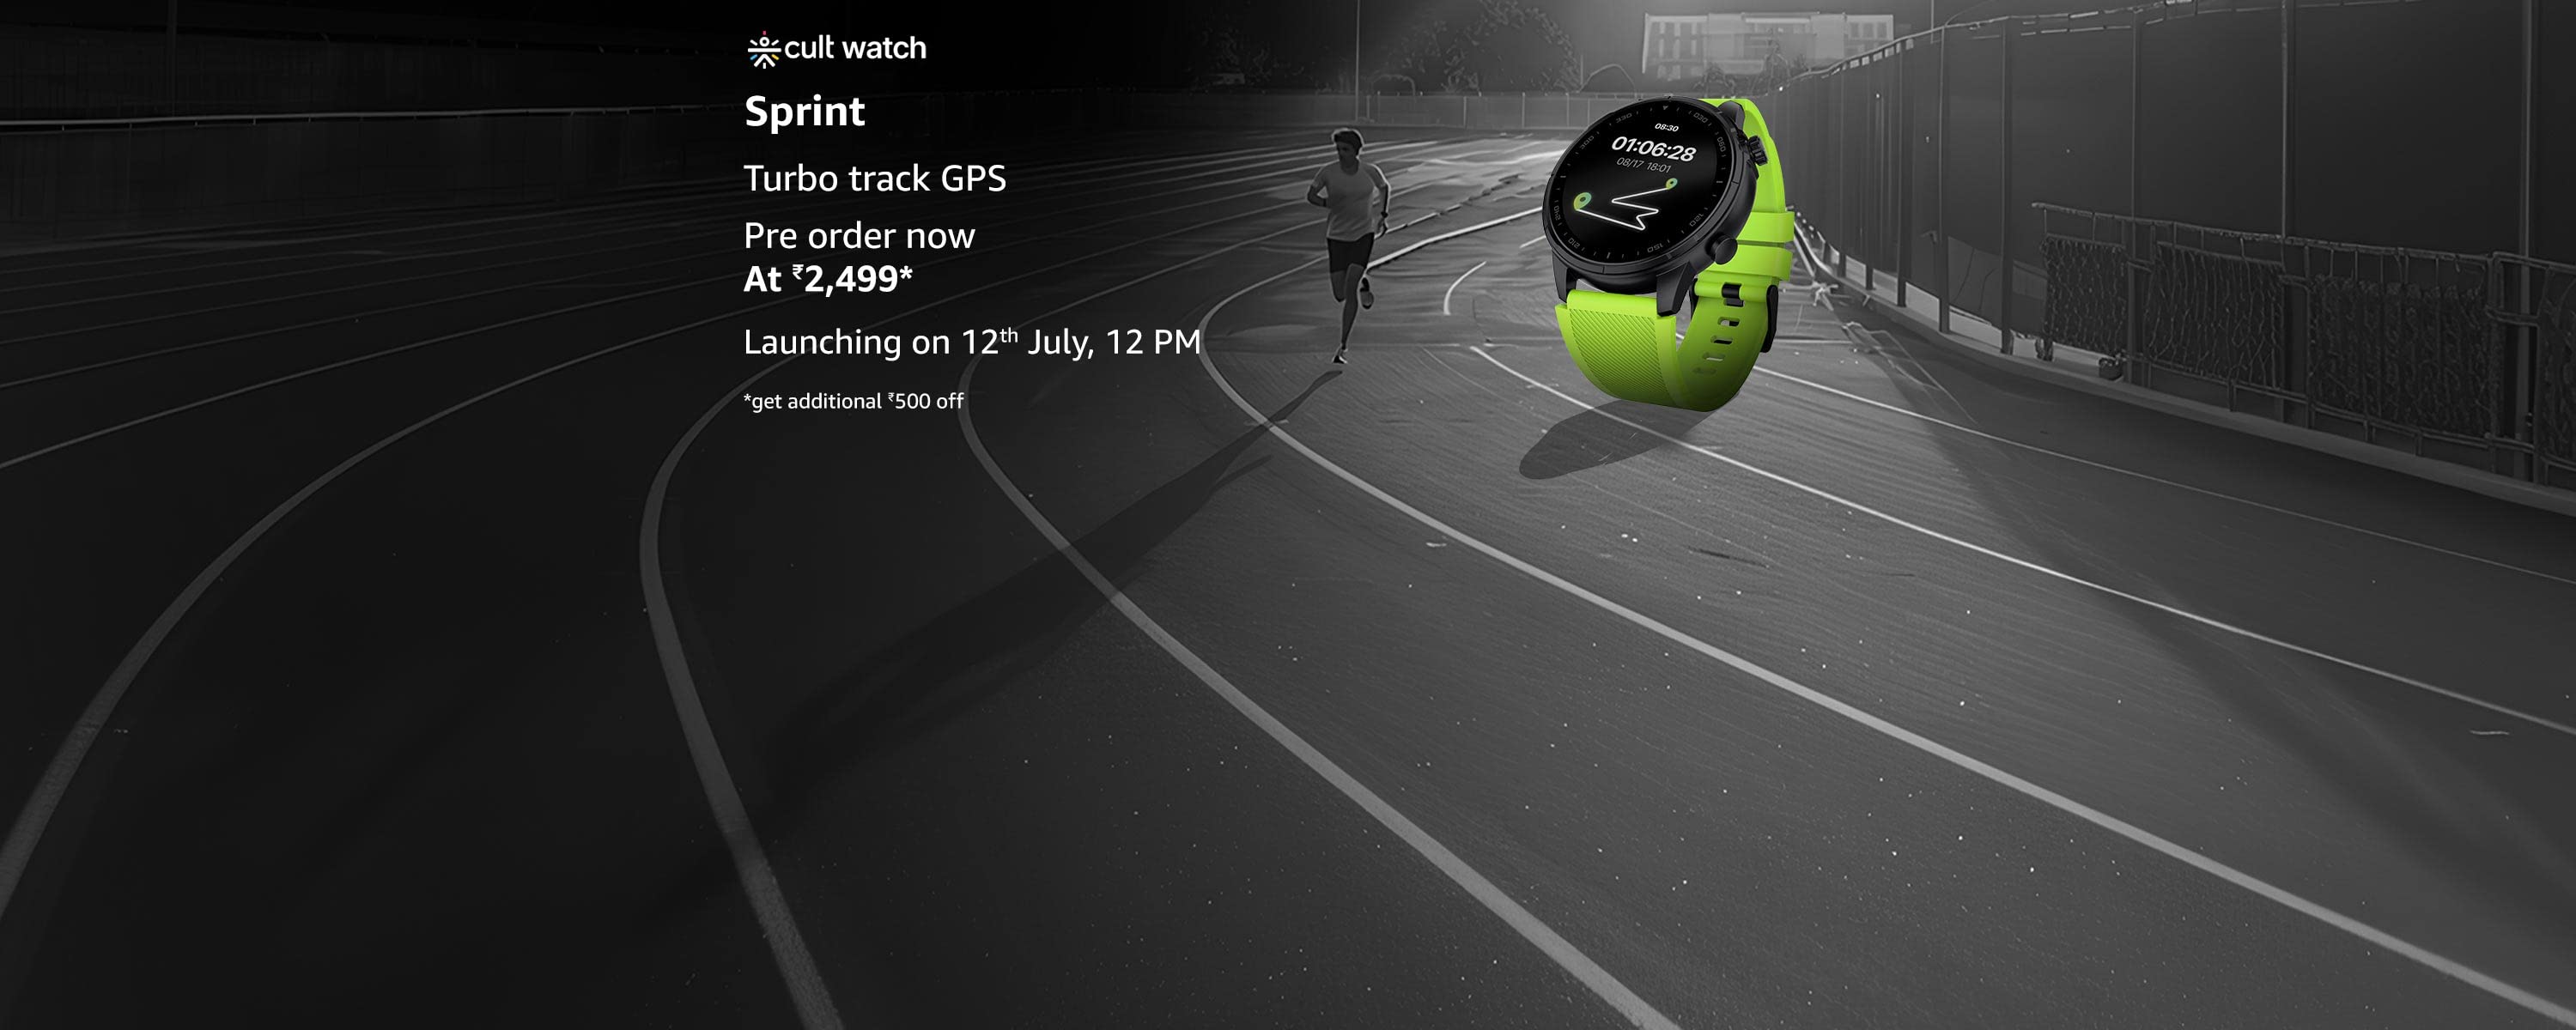 cult watch
Sprint
Turbo track GPS
Pre order now
At ₹2,499*
Launching on 12th July, 12 PM
*get additional ₹500 off
08:30
01:06:28
08/17 18:01